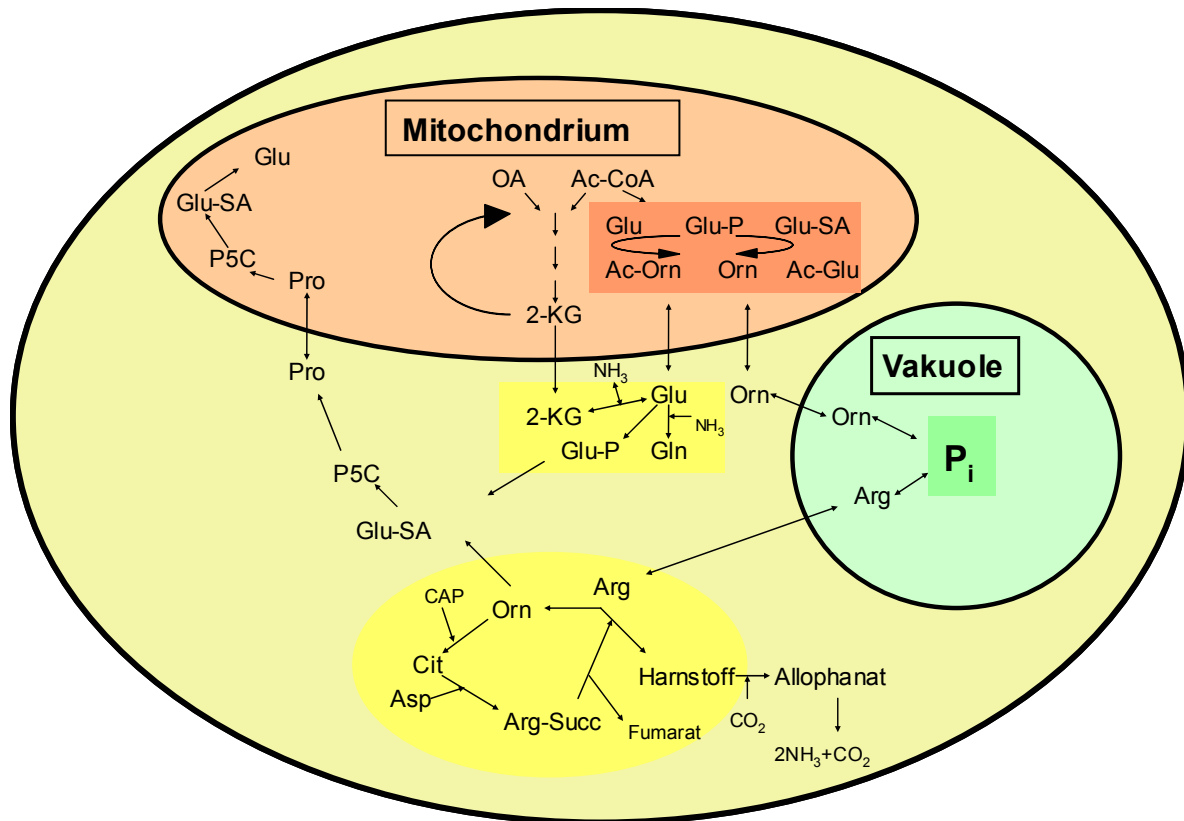 Mitochondrium
Glu
OA Ac-CoA
Glu-SA
Glu Glu-P Glu-SA
P5C
Ac-Orn Orn Ac-Glu
Pro
2-KG
Vakuole
NH3
Pro
Glu
Orn
2-KG
Orn
NH3
Glu-P Gln
Pi
P5C
Arg
Glu-SA
Arg
CAP
Orn
Cit
Harnstoff Allophanat
Asp
Arg-Succ
CO2
Fumarat
2NH3+CO2